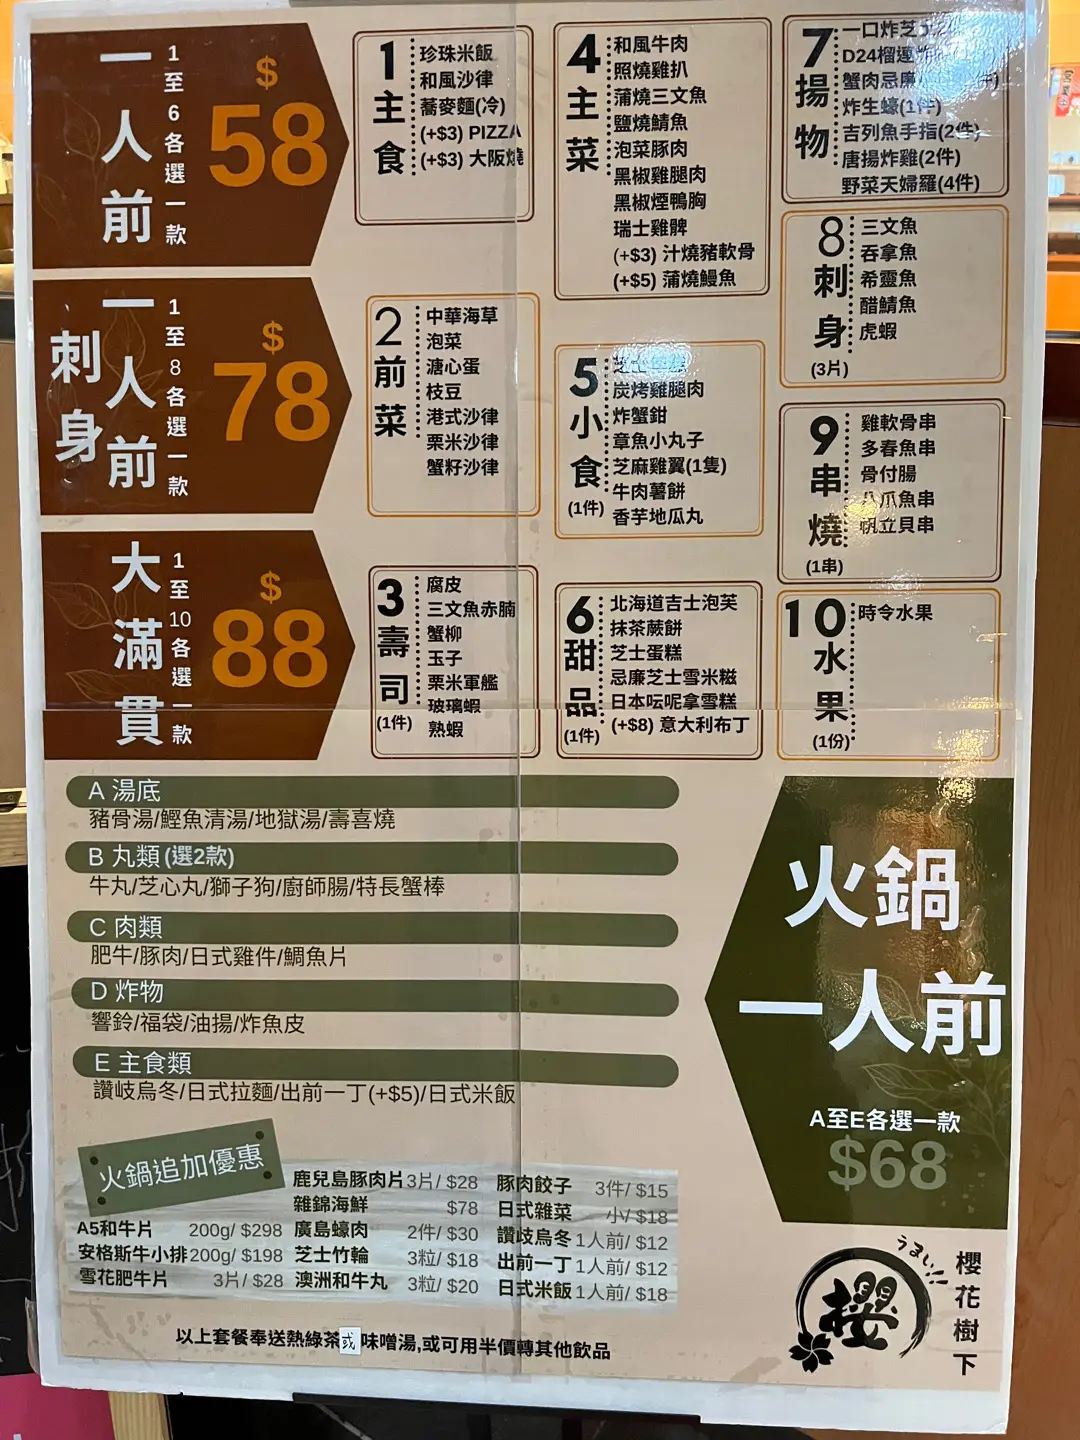 一人前
1至6各選一款
$58
刺身一人前
1至8各選一款
$78
大滿貫
1至10各選一款
$88
1主食
珍珠米飯
和風沙律
蕎麥麵(冷)
(+$3) PIZZA
(+$3) 大阪燒
2前菜
中華海草
泡菜
溏心蛋
枝豆
港式沙律
粟米沙律
蟹籽沙律
3壽司
(1件)
腐皮
三文魚赤腩
蟹柳
玉子
粟米軍艦
玻璃蝦
熟蝦
4主菜
和風牛肉
照燒雞扒
蒲燒三文魚
鹽燒鯖魚
泡菜豚肉
黑椒雞腿肉
黑椒煙鴨胸
瑞士雞髀
(+$3) 汁燒豬軟骨
(+$5) 蒲燒鰻魚
5小食
(1件)
芝士
炭烤雞腿肉
炸蟹鉗
章魚小丸子
芝麻雞翼(1隻)
牛肉薯餅
香芋地瓜丸
6甜品
(1件)
北海道吉士泡芙
抹茶蕨餅
芝士蛋糕
忌廉芝士雪米糍
日本呍呢拿雪糕
(+$8) 意大利布丁
7揚物
一口炸芝
D24榴槤
蟹肉忌廉
炸生蠔(1件)
吉列魚手指(2件)
唐揚炸雞(2件)
野菜天婦羅(4件)
8刺身
(3片)
三文魚
吞拿魚
希靈魚
醋鯖魚
虎蝦
9串燒
(1串)
雞軟骨串
多春魚串
骨付腸
八爪魚串
帆立貝串
10水果
(1份)
時令水果
A 湯底
豬骨湯/鰹魚清湯/地獄湯/壽喜燒
B 丸類(選2款)
牛丸/芝心丸/獅子狗/廚師腸/特長蟹棒
C 肉類
肥牛/豚肉/日式雞件/鯛魚片
D 炸物
響鈴/福袋/油揚/炸魚皮
E 主食類
讚岐烏冬/日式拉麵/出前一丁(+$5)/日式米飯
火鍋
一人前
A至E各選一款
$68
火鍋追加優惠
A5和牛片 200g/ $298
安格斯牛小排 200g/ $198
雪花肥牛片 3片/ $28
鹿兒島豚肉片 3片/ $28
雜錦海鮮 $78
廣島蠔肉 2件/ $30
芝士竹輪 3粒/ $18
澳洲和牛丸 3粒/ $20
豚肉餃子 3件/ $15
日式雜菜 小/ $18
讚岐烏冬 1人前/ $12
出前一丁 1人前/ $12
日式米飯 1人前/ $18
以上套餐奉送熱綠茶或味噌湯,或可用半價轉其他飲品
うまい!!
櫻
櫻花樹下